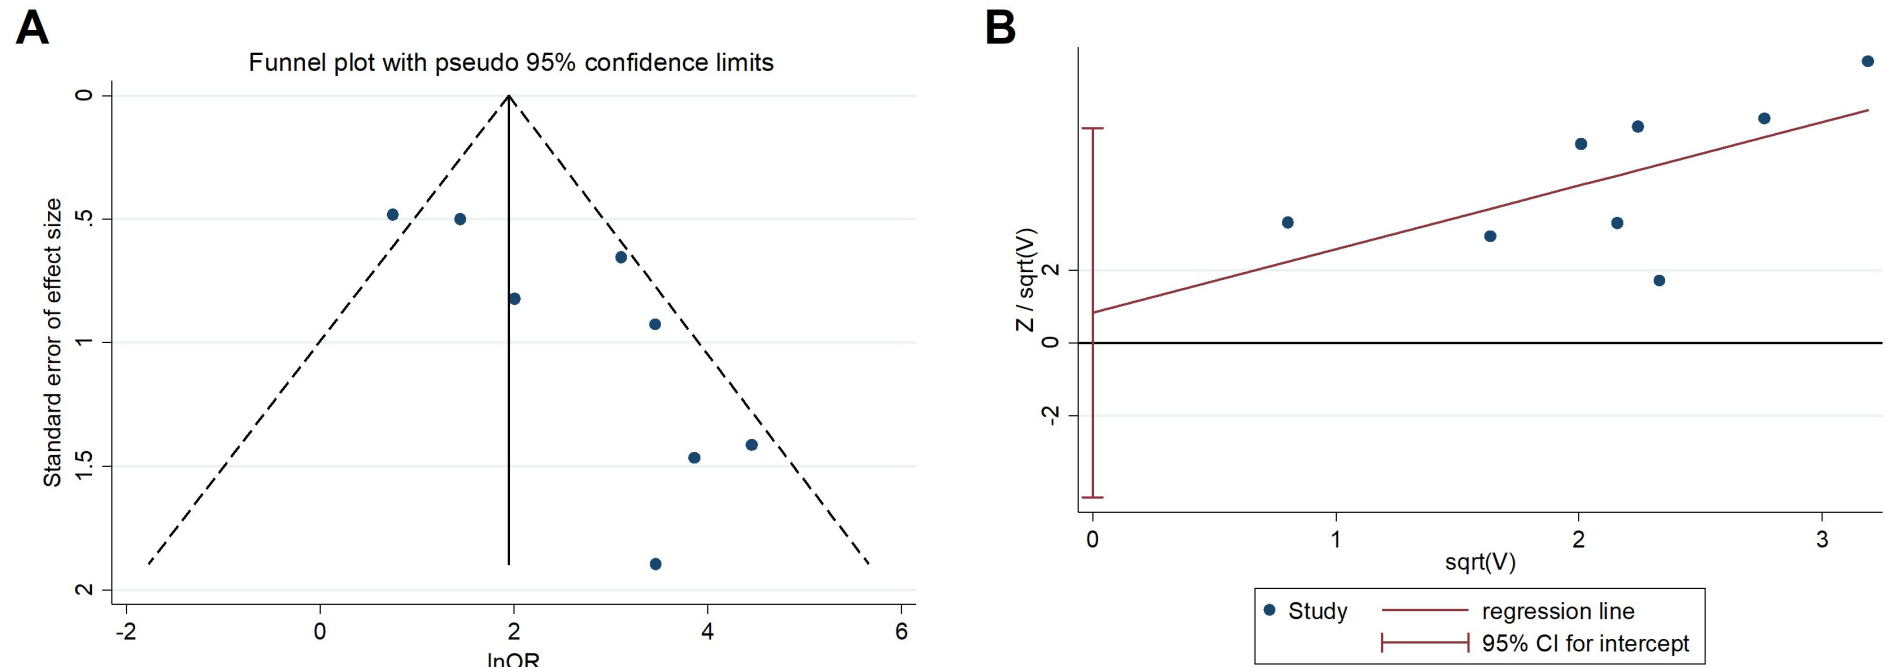 A
Funnel plot with pseudo 95% confidence limits
Standard error of effect size
0
.5
1
1.5
2
-2 0 2 4 6
lnOR
B
Z / sqrt(V)
2
0
-2
0 1 2 3
sqrt(V)
Study
regression line
95% CI for intercept